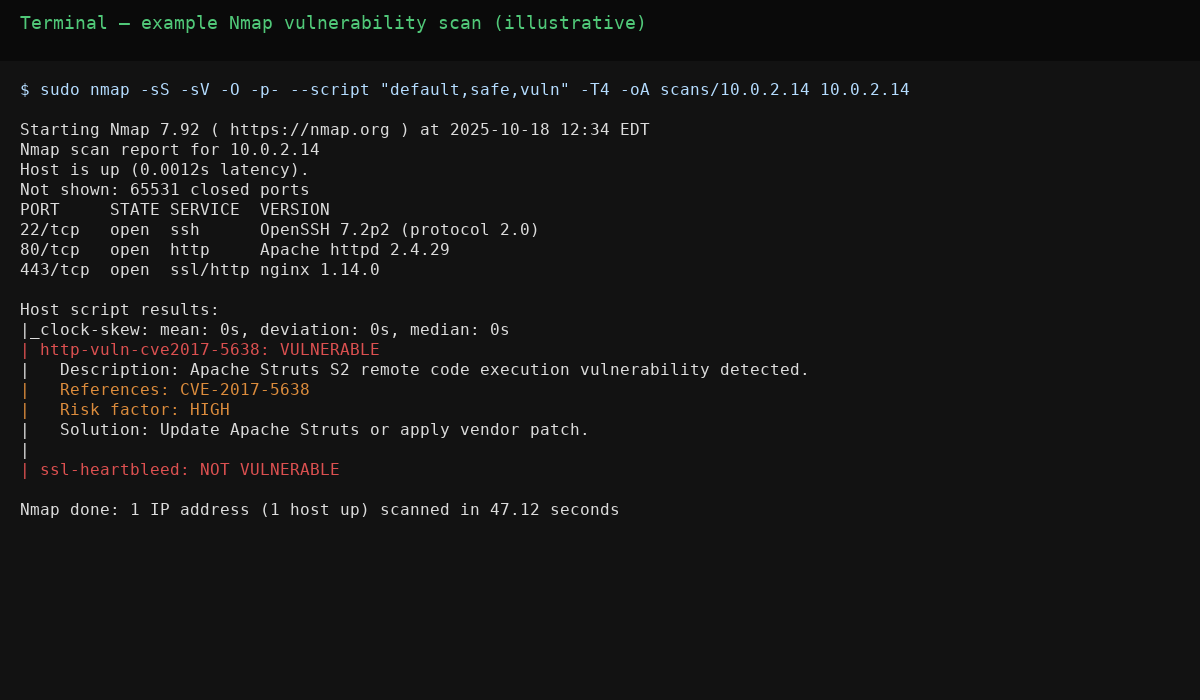 Terminal — example Nmap vulnerability scan (illustrative)
$ sudo nmap -sS -sV -O -p- --script "default,safe,vuln" -T4 -oA scans/10.0.2.14 10.0.2.14
Starting Nmap 7.92 ( https://nmap.org ) at 2025-10-18 12:34 EDT
Nmap scan report for 10.0.2.14
Host is up (0.0012s latency).
Not shown: 65531 closed ports
PORT     STATE SERVICE  VERSION
22/tcp   open  ssh      OpenSSH 7.2p2 (protocol 2.0)
80/tcp   open  http     Apache httpd 2.4.29
443/tcp  open  ssl/http nginx 1.14.0
Host script results:
|_clock-skew: mean: 0s, deviation: 0s, median: 0s
| http-vuln-cve2017-5638: VULNERABLE
|   Description: Apache Struts S2 remote code execution vulnerability detected.
|   References: CVE-2017-5638
|   Risk factor: HIGH
|   Solution: Update Apache Struts or apply vendor patch.
|
| ssl-heartbleed: NOT VULNERABLE
Nmap done: 1 IP address (1 host up) scanned in 47.12 seconds